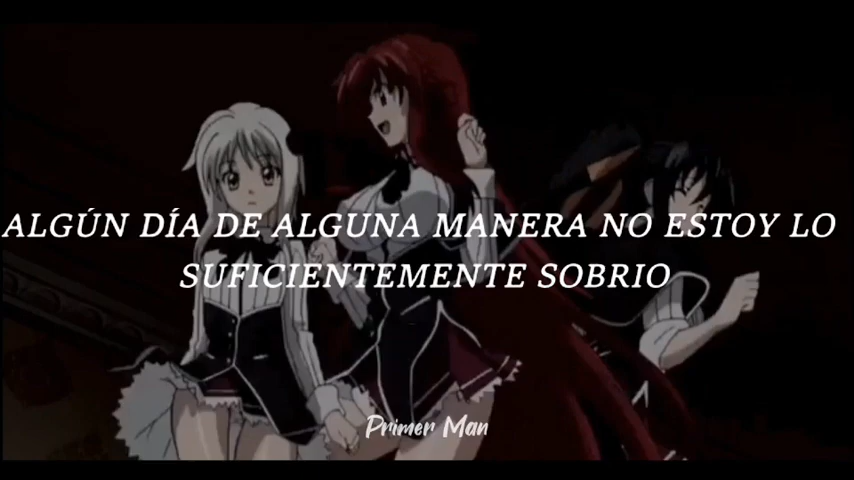 ALGÚN DÍA DE ALGUNA MANERA NO ESTOY LO
SUFICIENTEMENTE SOBRIO
Primer Man